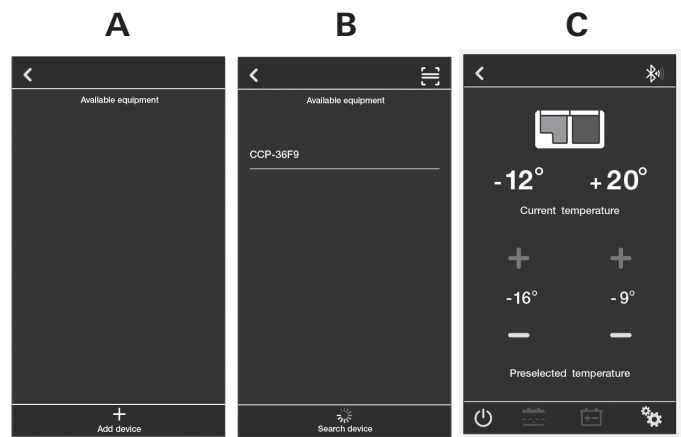 A
B
C
Available equipment
Add device
Available equipment
CCP-36F9
Search device
-12° +20°
Current temperature
+ +
-16° -9°
Preselected temperature